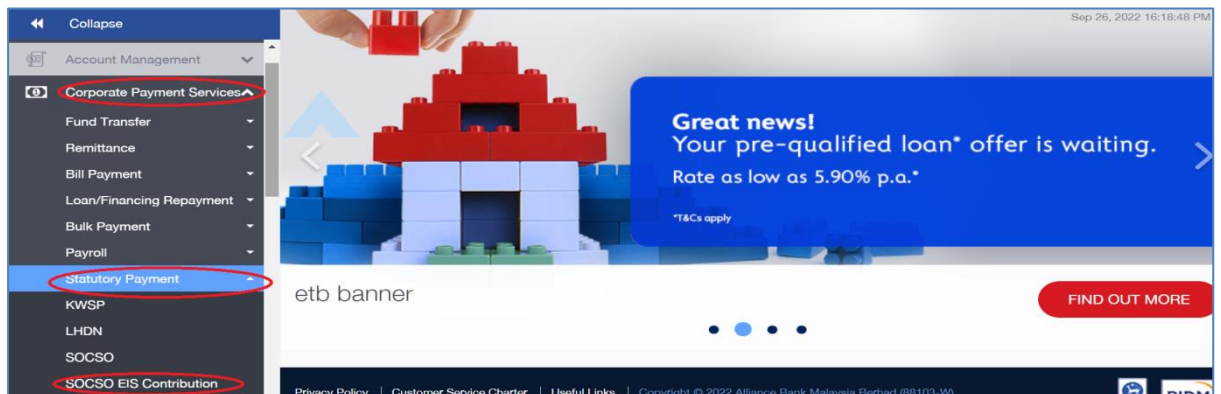 Collapse
Account Management
Corporate Payment Services
Fund Transfer
Remittance
Bill Payment
Loan/Financing Repayment
Bulk Payment
Payroll
Statutory Payment
KWSP
LHDN
SOCSO
SOCSO EIS Contribution
Sep 26, 2022 16:18:48 PM
Great news!
Your pre-qualified loan* offer is waiting.
Rate as low as 5.90% p.a.*
*T&Cs apply
etb banner
FIND OUT MORE
Privacy Policy | Customer Service Charter | Useful Links | Copyright © 2022 Alliance Bank Malaysia Berhad (88103-W)
PIDM